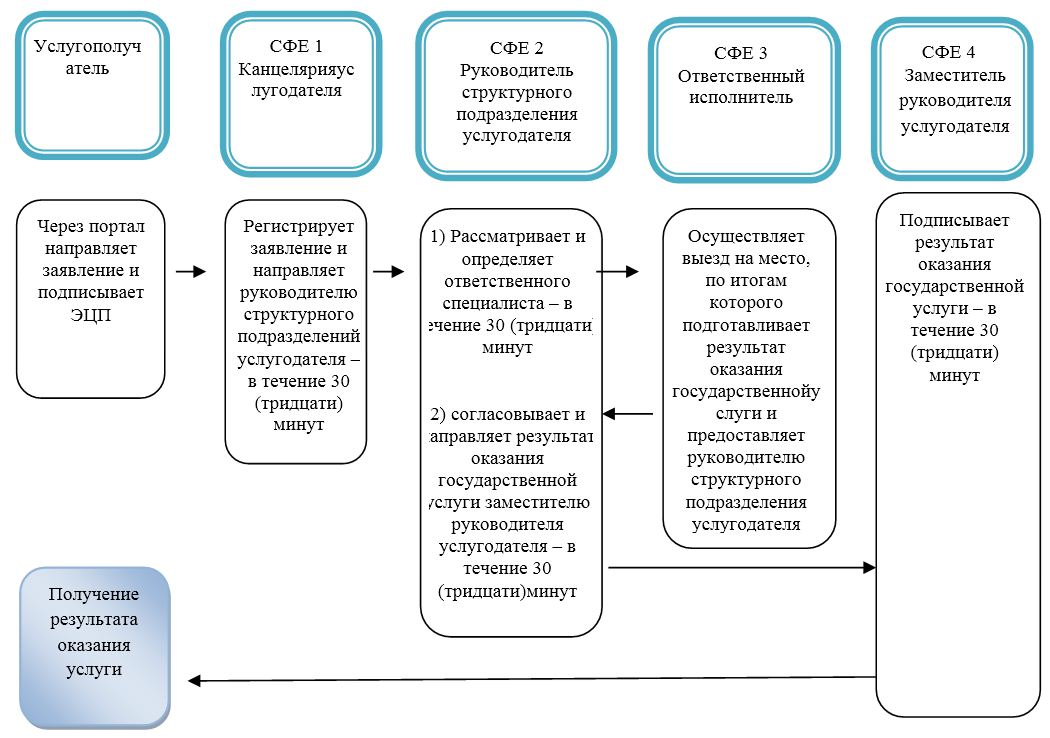 Услугополуч
атель
СФЕ 1
Канцелярияус
лугодателя
СФЕ 2
Руководитель
структурного
подразделения
услугодателя
СФЕ 3
Ответственный
исполнитель
СФЕ 4
Заместитель
руководителя
услугодателя
Через портал
направляет
заявление и
подписывает
ЭЦП
Регистрирует
заявление и
направляет
руководителю
структурного
подразделений
услугодателя –
в течение 30
(тридцати)
минут
1) Рассматривает и
определяет
ответственного
специалиста – в
ечение 30 (тридцати)
минут
2) согласовывает и
аправляет результат
оказания
государственной
услуги заместителю
руководителя
услугодателя – в
течение 30
(тридцати)минут
Осуществляет
выезд на место,
по итогам
которого
подготавливает
результат
оказания
государственнойу
слуги и
предоставляет
руководителю
структурного
подразделения
услугодателя
Подписывает
результат
оказания
государственной
услуги – в
течение 30
(тридцати)
минут
Получение
результата
оказания
услуги